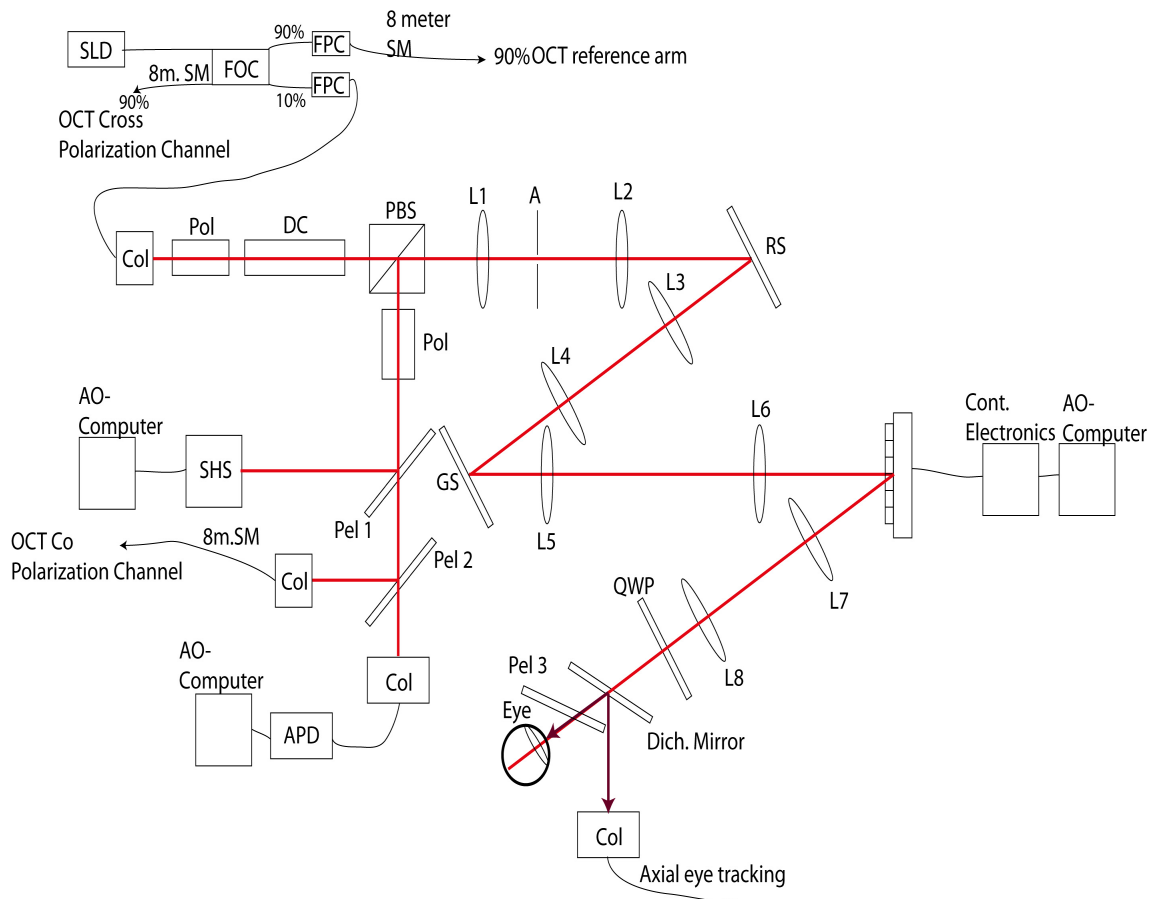 90%
FPC
8 meter
SM
SLD
FOC
90%OCT reference arm
8m. SM
FPC
90%
10%
OCT Cross
Polarization Channel
L1
A
L2
PBS
Pol
DC
RS
Col
L3
Pol
L4
AO-
Computer
L6
Cont.
Electronics
AO-
Computer
SHS
GS
Pel 1
L5
8m.SM
OCT Co
Polarization Channel
Pel 2
Col
QWP
L7
AO-
Computer
Pel 3
L8
Col
Eye
APD
Dich. Mirror
Col
Axial eye tracking